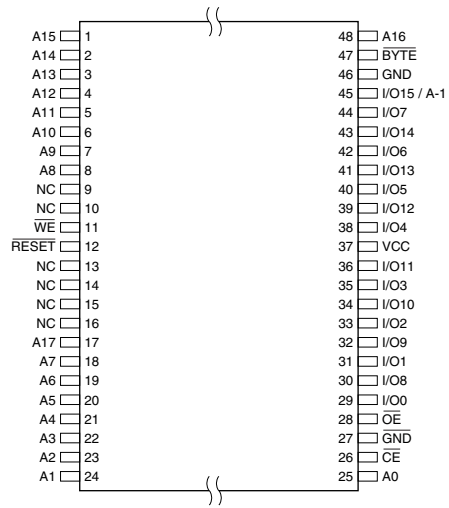 A15 1 48 A16
A14 2 47 BYTE
A13 3 46 GND
A12 4 45 I/O15 / A-1
A11 5 44 I/O7
A10 6 43 I/O14
A9 7 42 I/O6
A8 8 41 I/O13
NC 9 40 I/O5
NC 10 39 I/O12
WE 11 38 I/O4
RESET 12 37 VCC
NC 13 36 I/O11
NC 14 35 I/O3
NC 15 34 I/O10
NC 16 33 I/O2
A17 17 32 I/O9
A7 18 31 I/O1
A6 19 30 I/O8
A5 20 29 I/O0
A4 21 28 OE
A3 22 27 GND
A2 23 26 CE
A1 24 25 A0